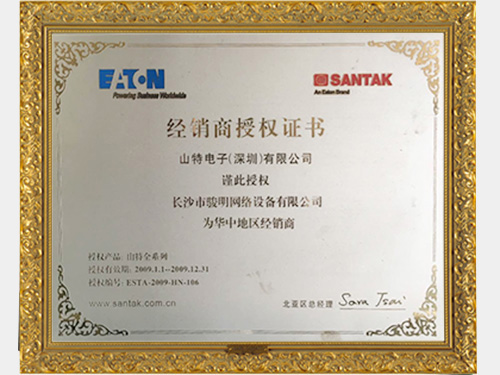 EATON
Powering Business Worldwide
SANTAK
An Eaton Brand
经销商授权证书
山特电子(深圳)有限公司
谨此授权
长沙市骏明网络设备有限公司
为华中地区经销商
授权产品: 山特全系列
授权有效期: 2009.1.1--2009.12.31
授权编号: ESTA-2009-HN-106
www.santak.com.cn
北亚区总经理 Sara Tsai